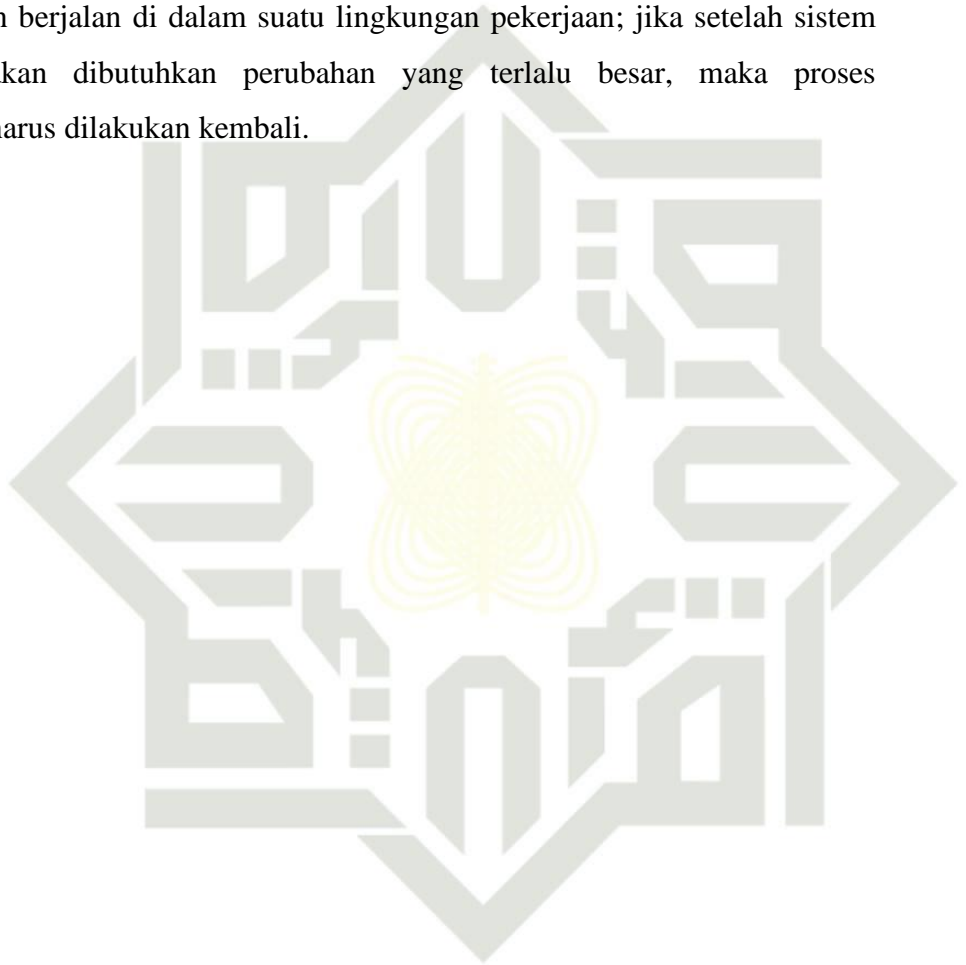 berjalan di dalam suatu lingkungan pekerjaan; jika setelah sistem
akan dibutuhkan perubahan yang terlalu besar, maka proses
harus dilakukan kembali.